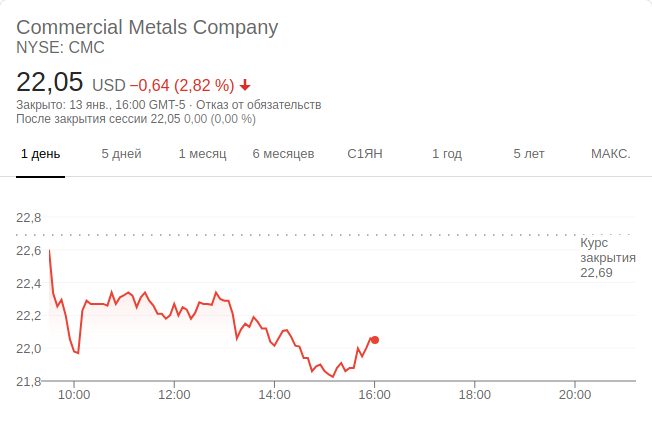 Commercial Metals Company
NYSE: CMC
22,05 USD −0,64 (2,82 %)
Закрыто: 13 янв., 16:00 GMT-5 · Отказ от обязательств
После закрытия сессии 22,05 0,00 (0,00 %)
1 день 5 дней 1 месяц 6 месяцев С1ЯН 1 год 5 лет МАКС.
22,8
Курс
закрытия
22,69
22,6
22,4
22,2
22,0
21,8
10:00 12:00 14:00 16:00 18:00 20:00